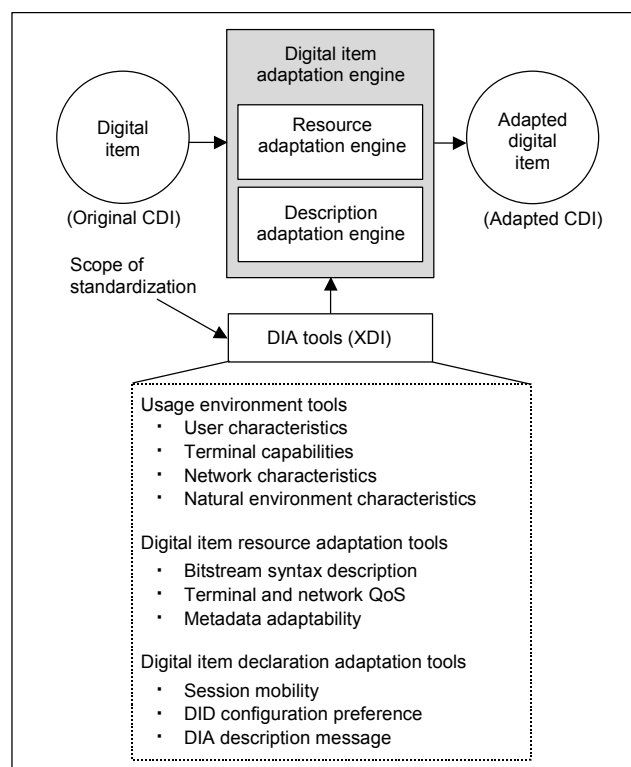 Digital item
adaptation engine
Digital
item
(Original CDI)
Resource
adaptation engine
Description
adaptation engine
Adapted
digital
item
(Adapted CDI)
Scope of
standardization
DIA tools (XDI)
Usage environment tools
· User characteristics
· Terminal capabilities
· Network characteristics
· Natural environment characteristics
Digital item resource adaptation tools
· Bitstream syntax description
· Terminal and network QoS
· Metadata adaptability
Digital item declaration adaptation tools
· Session mobility
· DID configuration preference
· DIA description message